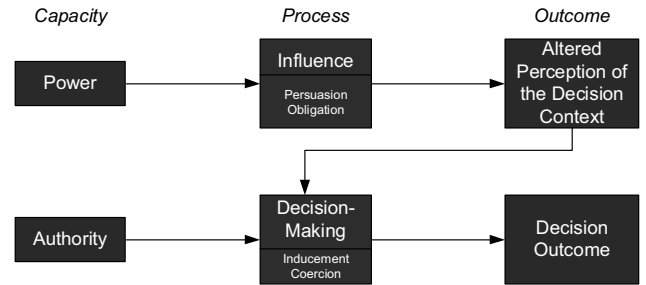 Capacity
Process
Outcome
Power
Influence
Persuasion
Obligation
Altered
Perception of
the Decision
Context
Authority
Decision-
Making
Inducement
Coercion
Decision
Outcome